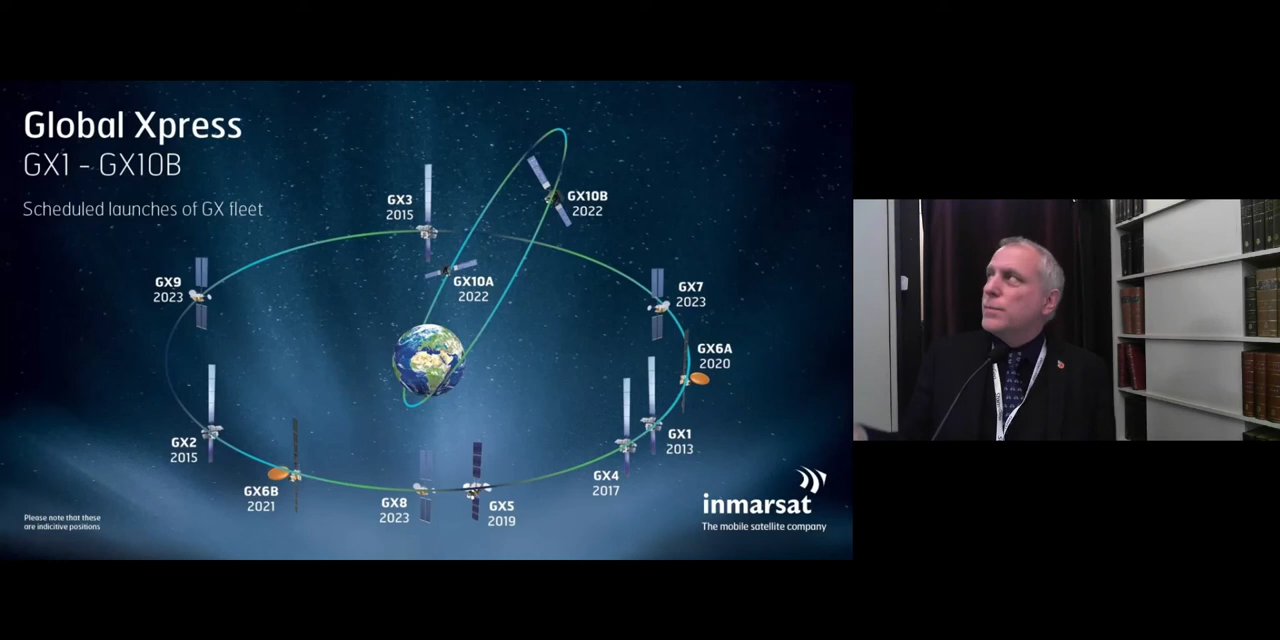 Global Xpress
GX1 - GX10B
Scheduled launches of GX fleet
GX3
2015
GX10B
2022
GX10A
2022
GX9
2023
GX7
2023
GX6A
2020
GX2
2015
GX1
2013
GX4
2017
GX6B
2021
GX8
2023
GX5
2019
Please note that these
are indicitive positions
inmarsat
The mobile satellite company